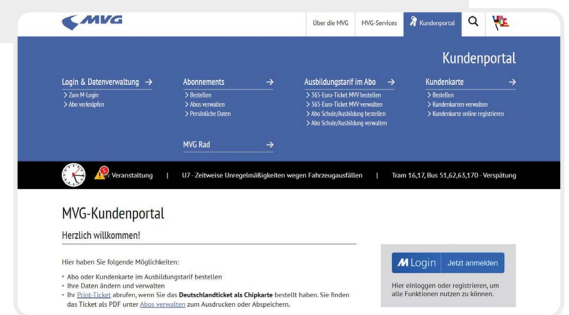 MVG
Über die MVG
MVG-Services
Kundenportal
Kundenportal
Login & Datenverwaltung
Zum M-Login
Abo verknüpfen
Abonnements
Bestellen
Abos verwalten
Persönliche Daten
Ausbildungstarif im Abo
365-Euro-Ticket MVV bestellen
365-Euro-Ticket MVV verwalten
Abo Schule/Ausbildung bestellen
Abo Schule/Ausbildung verwalten
Kundenkarte
Bestellen
Kundenkarten verwalten
Kundenkarte online registrieren
MVG Rad
Veranstaltung | U7 - Zeitweise Unregelmäßigkeiten wegen Fahrzeugausfällen | Tram 16,17, Bus 51,62,63,170 - Verspätung
MVG-Kundenportal
Herzlich willkommen!
Hier haben Sie folgende Möglichkeiten:
Abo oder Kundenkarte im Ausbildungstarif bestellen
Ihre Daten ändern und verwalten
Ihr Print-Ticket abrufen, wenn Sie das Deutschlandticket als Chipkarte bestellt haben. Sie finden
das Ticket als PDF unter Abos verwalten zum Ausdrucken oder Abspeichern.
M Login Jetzt anmelden
Hier einloggen oder registrieren, um
alle Funktionen nutzen zu können.